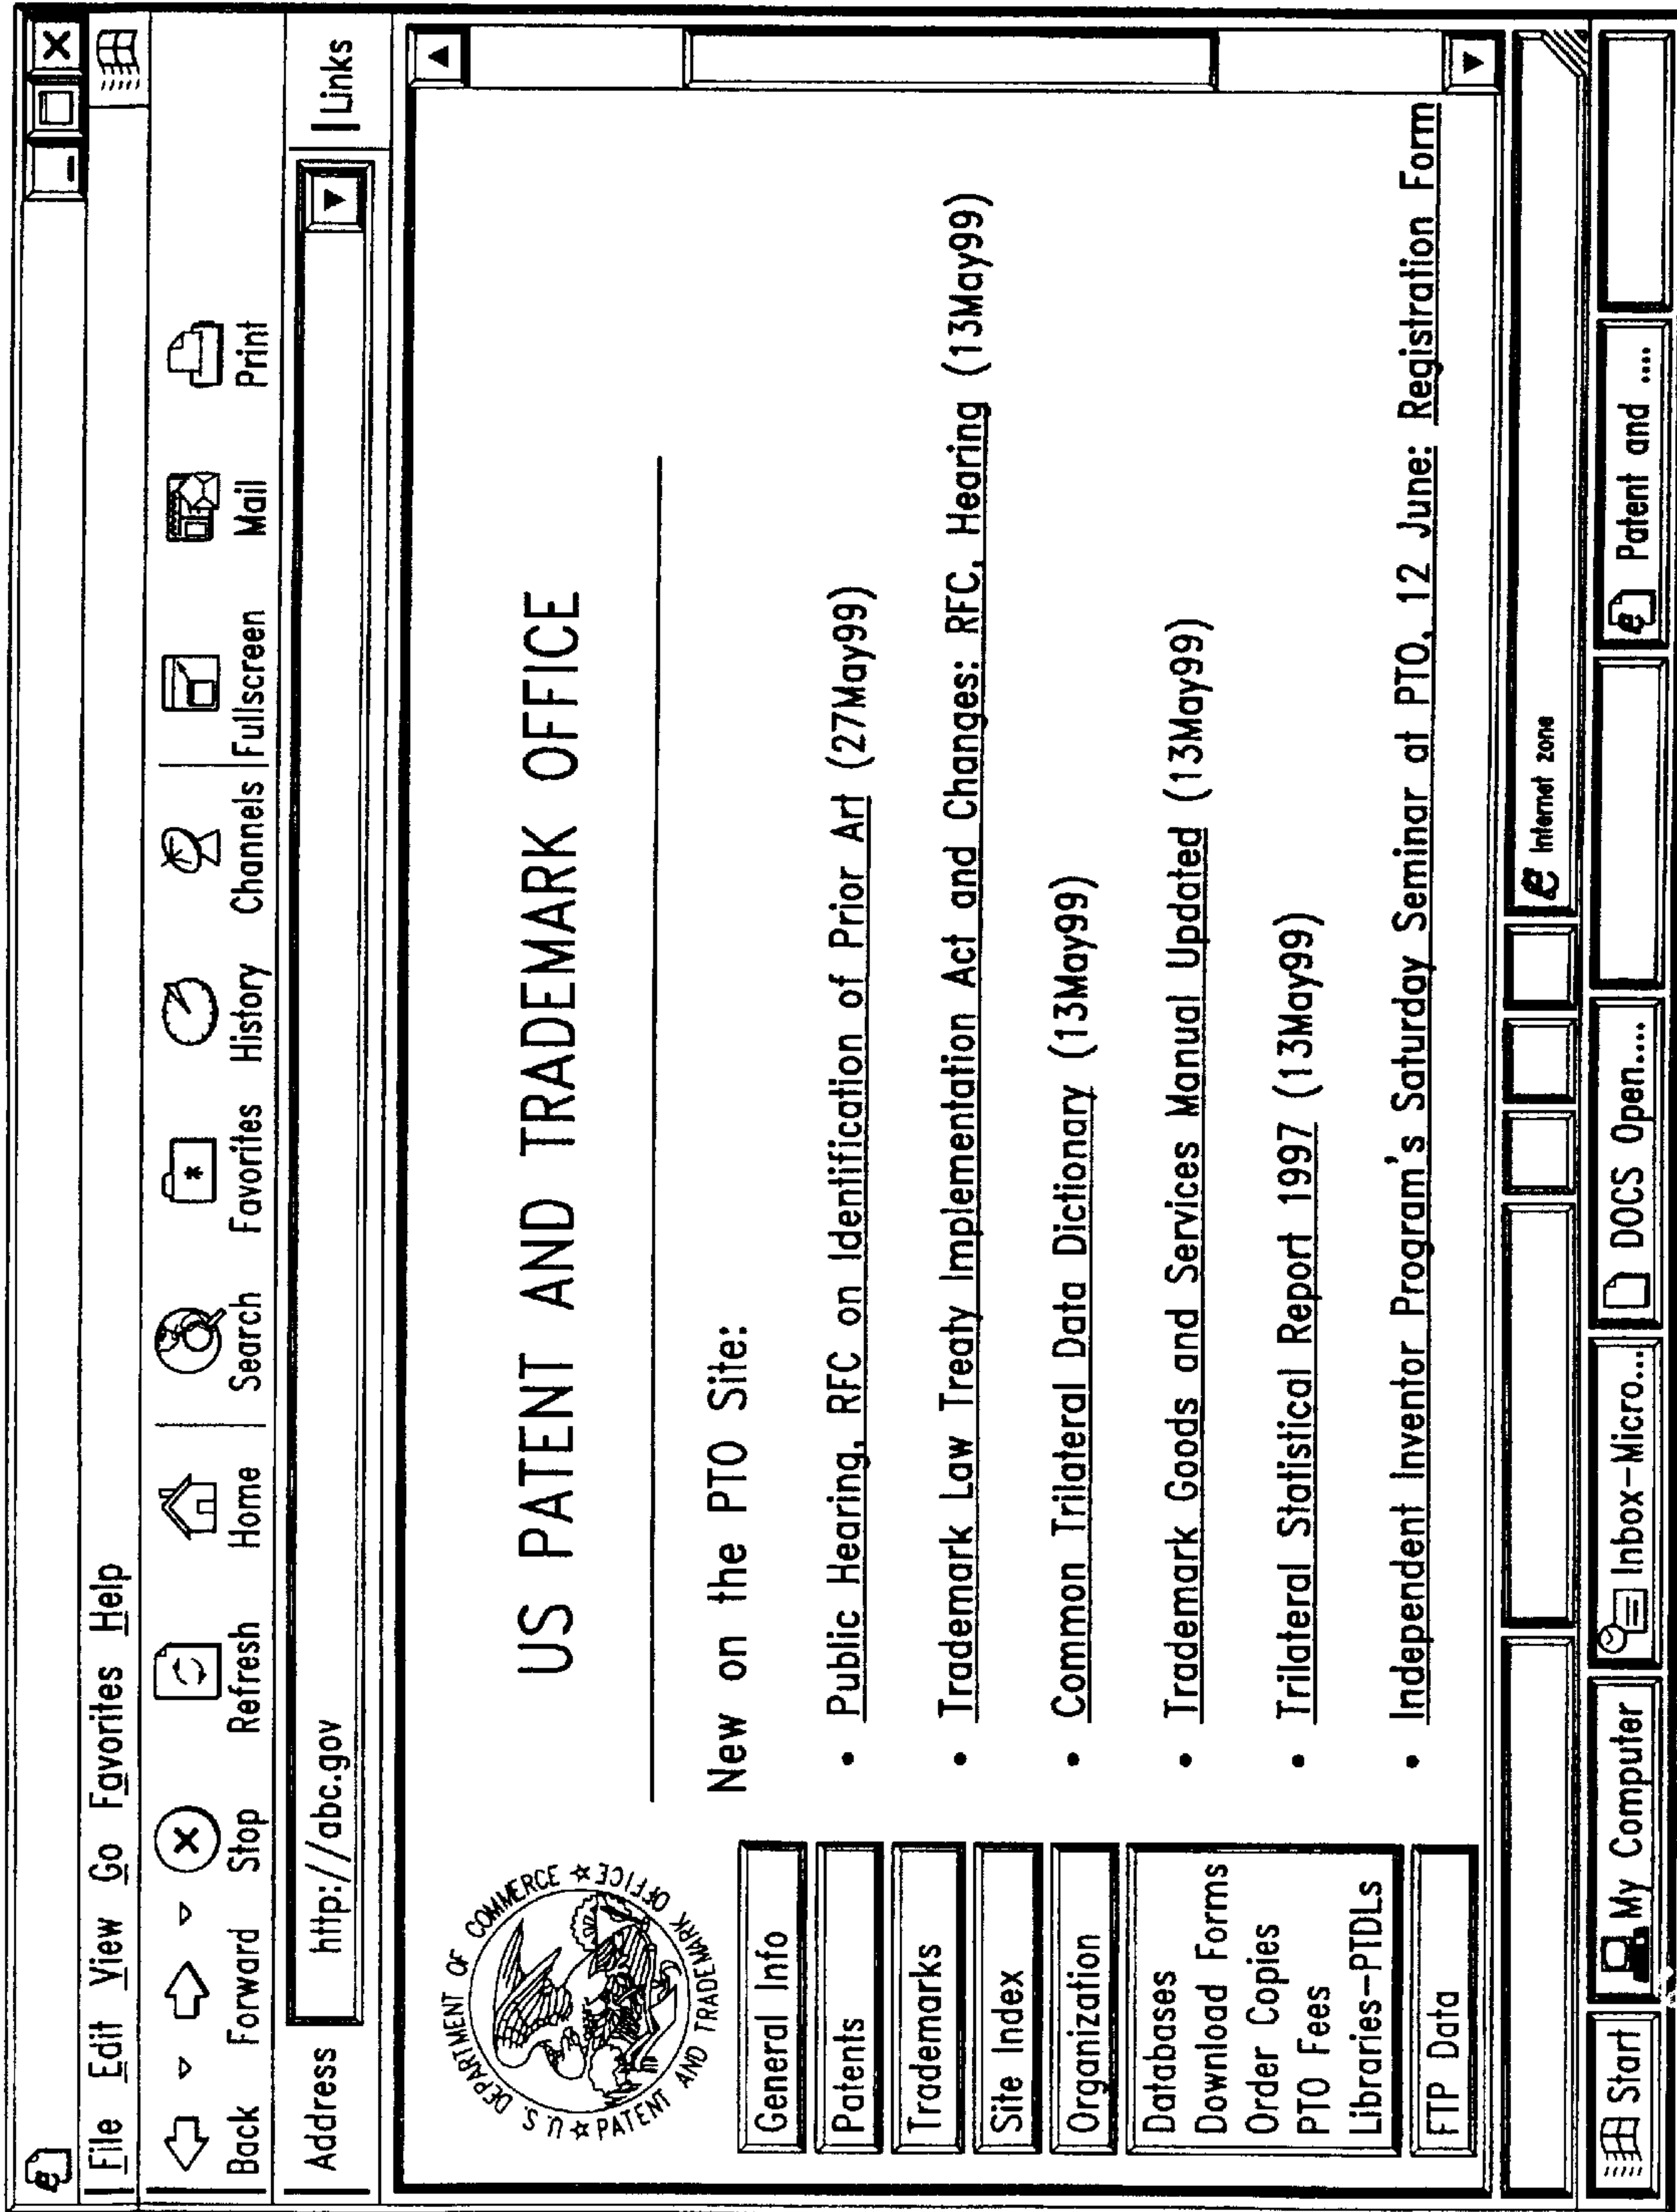 File Edit View Go Favorites Help
Back Forward Stop Refresh Home Search Favorites History Channels Fullscreen Mail Print
Address http://abc.gov Links
U.S. DEPARTMENT OF COMMERCE
PATENT AND TRADEMARK OFFICE
US PATENT AND TRADEMARK OFFICE
New on the PTO Site:
• Public Hearing, RFC on Identification of Prior Art (27May99)
• Trademark Law Treaty Implementation Act and Changes: RFC, Hearing (13May99)
• Common Trilateral Data Dictionary (13May99)
• Trademark Goods and Services Manual Updated (13May99)
• Trilateral Statistical Report 1997 (13May99)
• Independent Inventor Program's Saturday Seminar at PTO, 12 June: Registration Form
General Info
Patents
Trademarks
Site Index
Organization
Databases
Download Forms
Order Copies
PTO Fees
Libraries-PTDLs
FTP Data
Internet zone
Start My Computer Inbox-Micro... DOCS Open.... Patent and ....